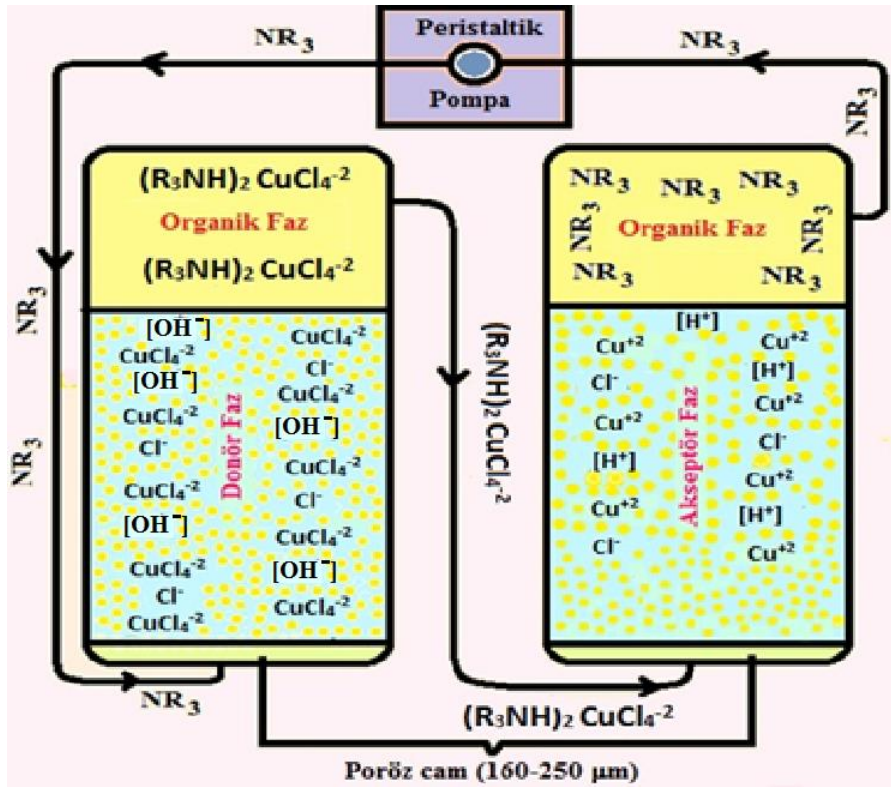 NR3
Peristaltik
Pompa
NR3
NR3
(R3NH)2 CuCl4-2
Organik Faz
(R3NH)2 CuCl4-2
NR3
NR3
NR3
NR3
NR3
Organik Faz
NR3
NR3
NR3
NR3
[OH-]
CuCl4-2
[OH-]
CuCl4-2
Cl-
CuCl4-2
[OH-]
CuCl4-2
Cl-
CuCl4-2
Donör Faz
CuCl4-2
Cl-
CuCl4-2
[OH-]
CuCl4-2
Cl-
CuCl4-2
[OH-]
CuCl4-2
(R3NH)2 CuCl4-2
[H+]
Cu+2
Cl-
Cu+2
[H+]
Cu+2
Cl-
Akseptör Faz
Cu+2
[H+]
Cu+2
Cl-
Cu+2
[H+]
Cu+2
NR3
(R3NH)2 CuCl4-2
Poröz cam (160-250 µm)